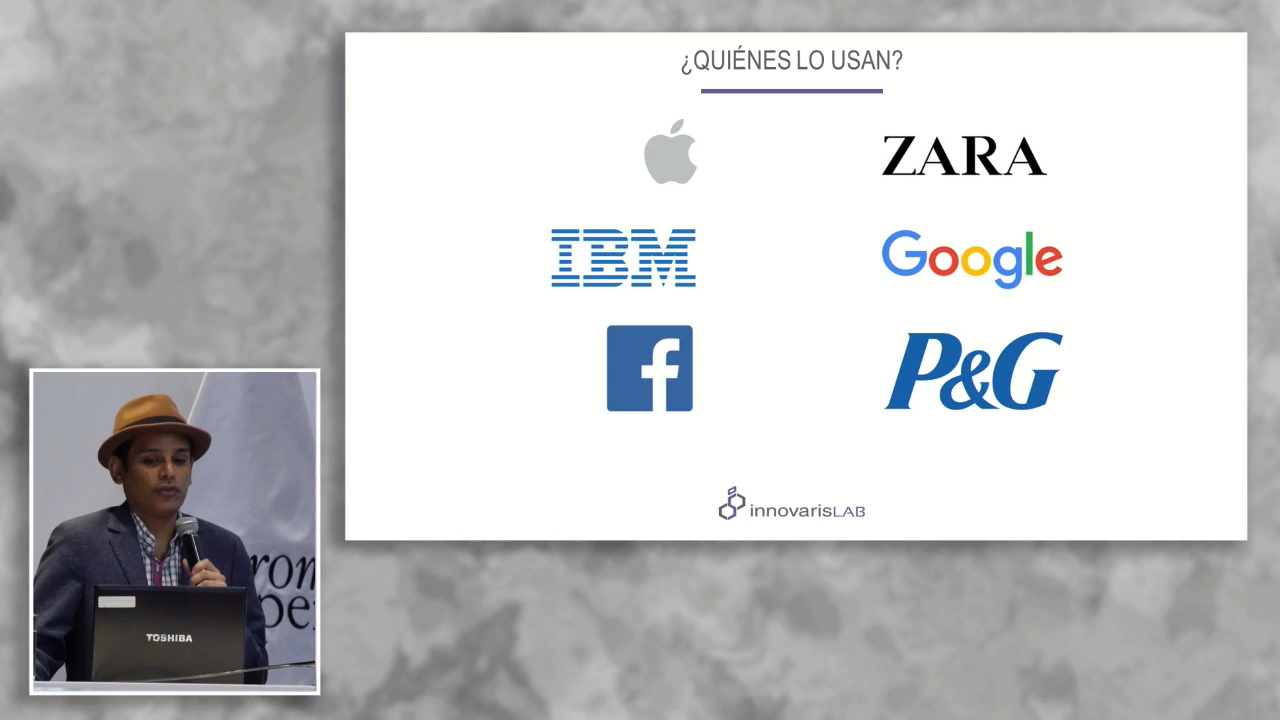 ¿QUIÉNES LO USAN?
ZARA
IBM
Google
f
P&G
innovarisLAB
TOSHIBA